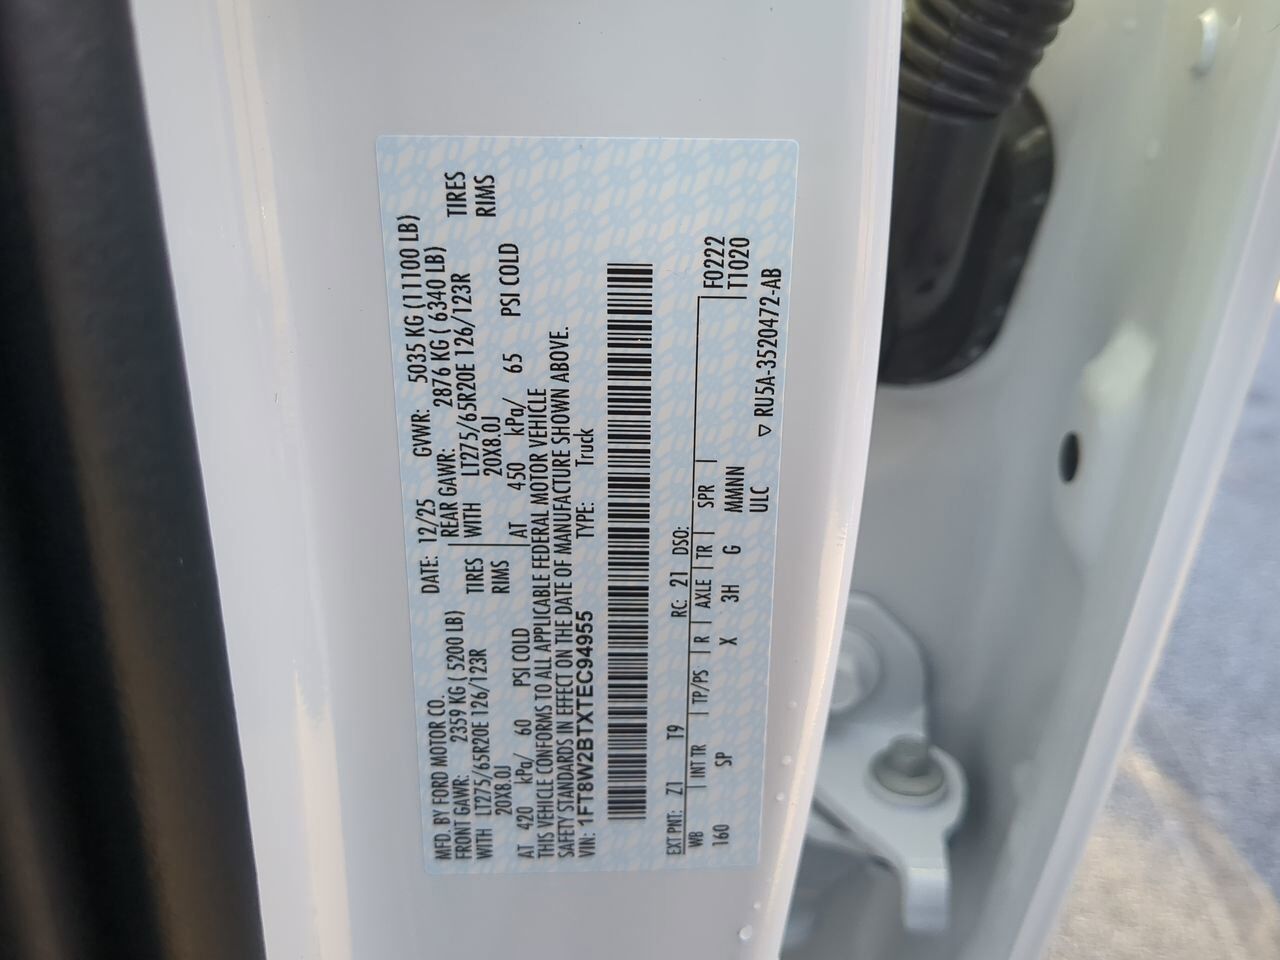 MFD. BY FORD MOTOR CO.
DATE: 12/25 GVWR: 5035 KG (11100 LB)
FRONT GAWR: 2359 KG ( 5200 LB) REAR GAWR: 2876 KG ( 6340 LB)
WITH LT275/65R20E 126/123R TIRES WITH LT275/65R20E 126/123R TIRES
20X8.0J RIMS 20X8.0J RIMS
AT 420 kPa/ 60 PSI COLD AT 450 kPa/ 65 PSI COLD
THIS VEHICLE CONFORMS TO ALL APPLICABLE FEDERAL MOTOR VEHICLE
SAFETY STANDARDS IN EFFECT ON THE DATE OF MANUFACTURE SHOWN ABOVE.
VIN: 1FT8W2BTXTEC94955 TYPE: Truck
EXT PNT: Z1 T9 RC: 21 DSO: F0222
WB INT TR TP/PS R AXLE TR SPR T1020
160 SP X 3H G MMNN
ULC ▽ RU5A-3520472-AB